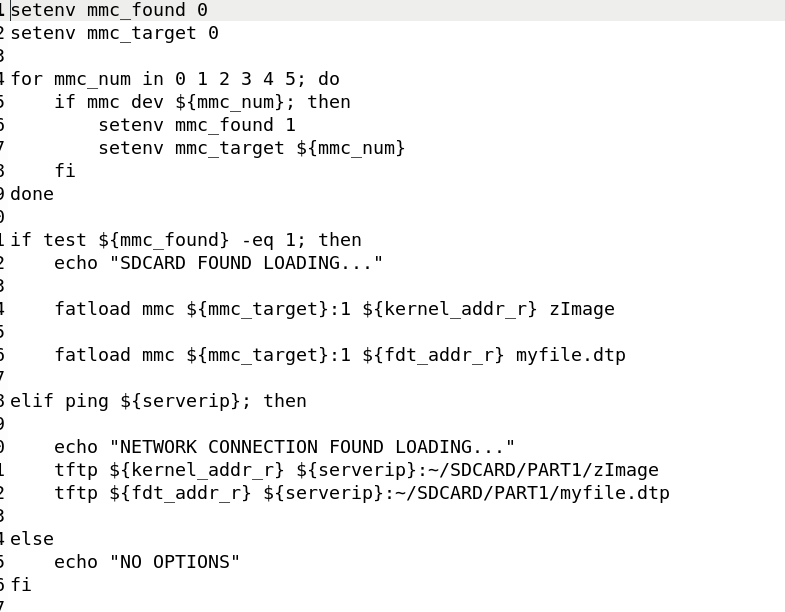 1 setenv mmc_found 0
2 setenv mmc_target 0
3
4 for mmc_num in 0 1 2 3 4 5; do
5     if mmc dev ${mmc_num}; then
6         setenv mmc_found 1
7         setenv mmc_target ${mmc_num}
8     fi
9 done
0
1 if test ${mmc_found} -eq 1; then
2     echo "SDCARD FOUND LOADING..."
3
4     fatload mmc ${mmc_target}:1 ${kernel_addr_r} zImage
5
6     fatload mmc ${mmc_target}:1 ${fdt_addr_r} myfile.dtp
7
8 elif ping ${serverip}; then
9
0     echo "NETWORK CONNECTION FOUND LOADING..."
1     tftp ${kernel_addr_r} ${serverip}:~/SDCARD/PART1/zImage
2     tftp ${fdt_addr_r} ${serverip}:~/SDCARD/PART1/myfile.dtp
3
4 else
5     echo "NO OPTIONS"
6 fi
7